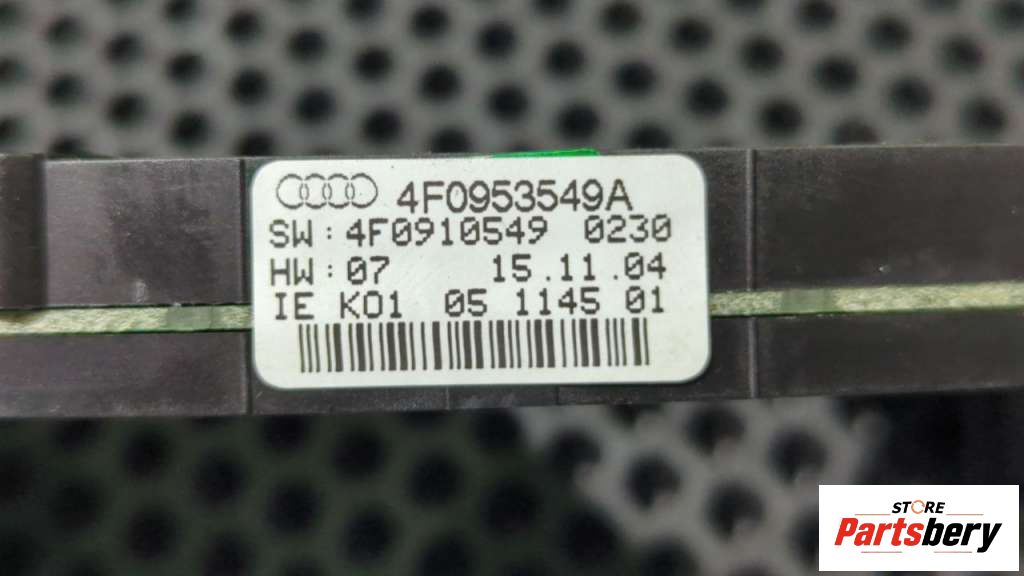 4F0953549A
SW: 4F0910549 0230
HW: 07 15.11.04
IE K01 05 1145 01
STORE
Partsbery